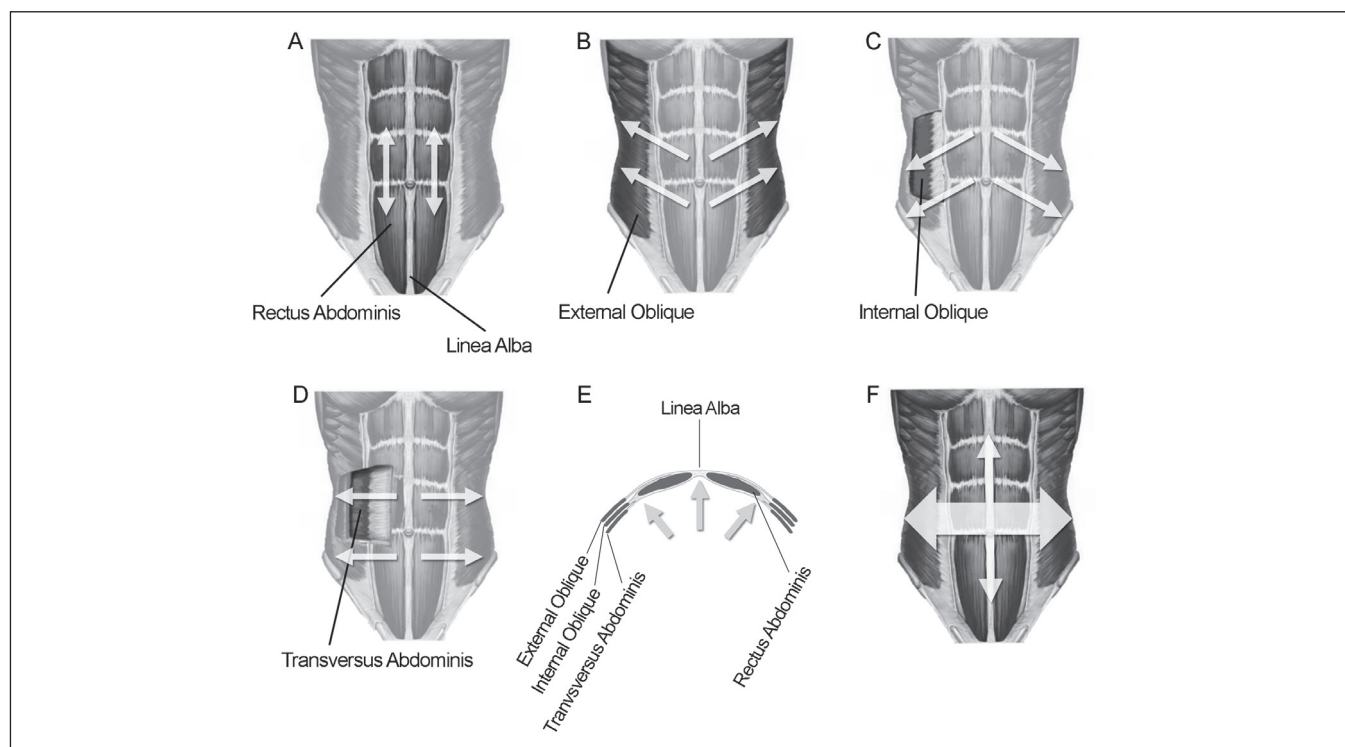 A
B
C
Rectus Abdominis
External Oblique
Internal Oblique
Linea Alba
D
E
F
Linea Alba
Transversus Abdominis
External Oblique
Internal Oblique
Tranvsversus Abdominis
Rectus Abdominis